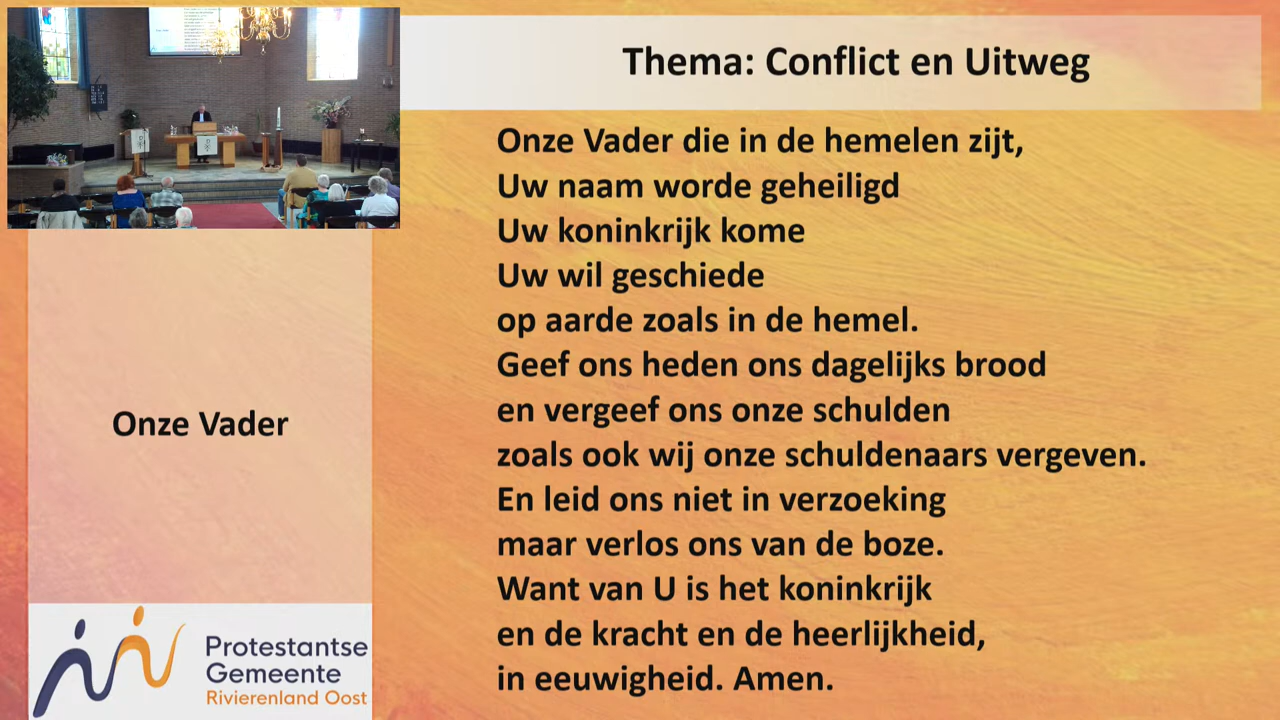 Thema: Conflict en Uitweg
Onze Vader die in de hemelen zijt,
Uw naam worde geheiligd
Uw koninkrijk kome
Uw wil geschiede
op aarde zoals in de hemel.
Geef ons heden ons dagelijks brood
en vergeef ons onze schulden
zoals ook wij onze schuldenaars vergeven.
En leid ons niet in verzoeking
maar verlos ons van de boze.
Want van U is het koninkrijk
en de kracht en de heerlijkheid,
in eeuwigheid. Amen.
Onze Vader
Protestantse
Gemeente
Rivierenland Oost